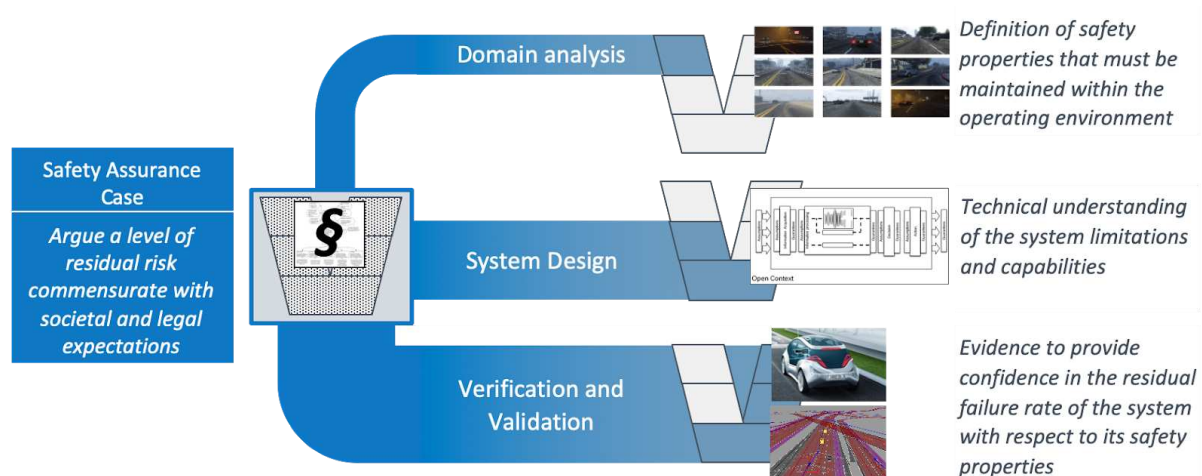 Safety Assurance
Case
Argue a level of
residual risk
commensurate with
societal and legal
expectations
§
Domain analysis
Definition of safety
properties that must be
maintained within the
operating environment
System Design
Open Context
Technical understanding
of the system limitations
and capabilities
Verification and
Validation
Evidence to provide
confidence in the residual
failure rate of the system
with respect to its safety
properties